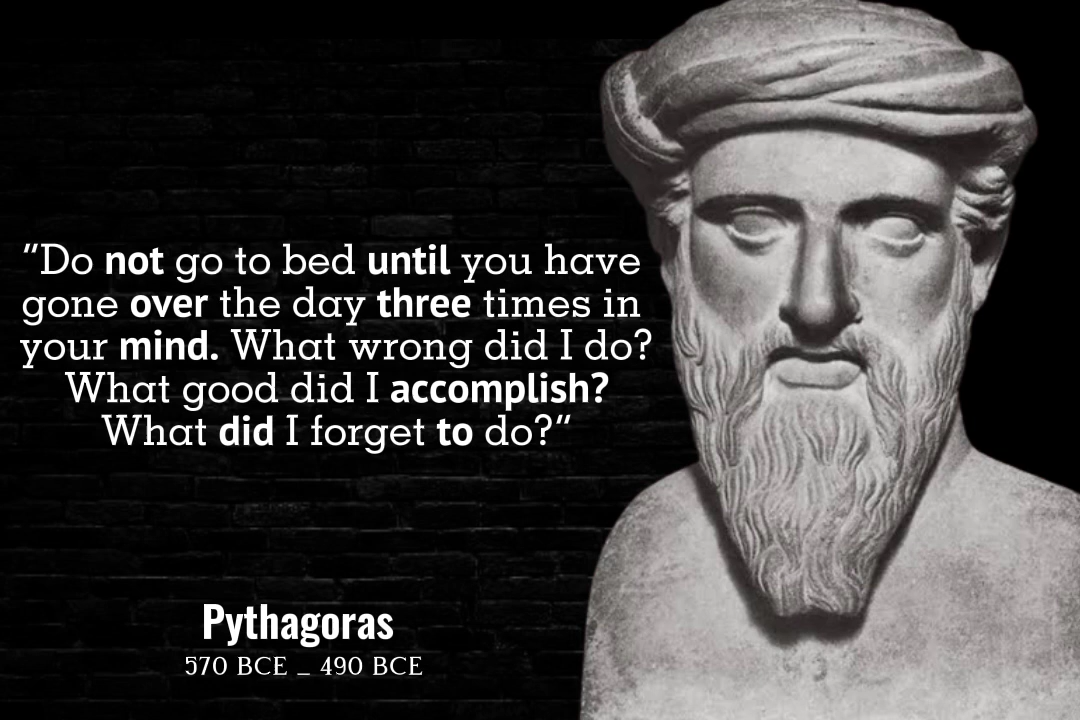 “Do not go to bed until you have
gone over the day three times in
your mind. What wrong did I do?
What good did I accomplish?
What did I forget to do?”
Pythagoras
570 BCE _ 490 BCE